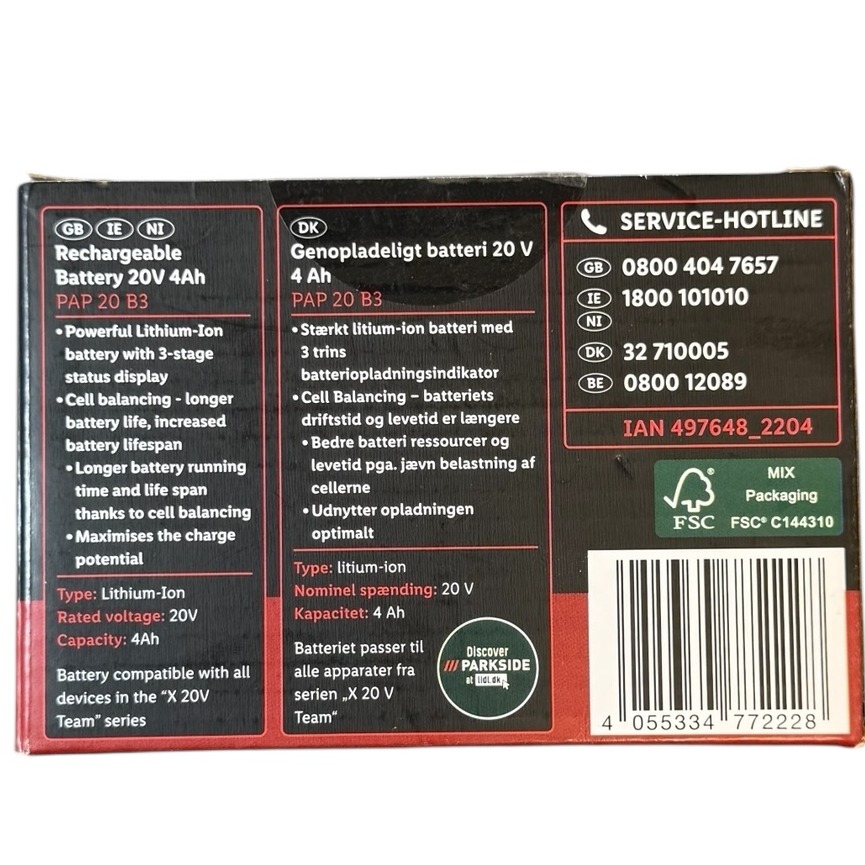 GB IE NI
Rechargeable
Battery 20V 4Ah
PAP 20 B3
• Powerful Lithium-Ion
battery with 3-stage
status display
• Cell balancing - longer
battery life, increased
battery lifespan
• Longer battery running
time and life span
thanks to cell balancing
• Maximises the charge
potential
Type: Lithium-Ion
Rated voltage: 20V
Capacity: 4Ah
Battery compatible with all
devices in the “X 20V
Team” series
DK
Genopladeligt batteri 20 V
4 Ah
PAP 20 B3
• Stærkt litium-ion batteri med
3 trins
batteriopladningsindikator
• Cell Balancing – batteriets
driftstid og levetid er længere
• Bedre batteri ressourcer og
levetid pga. jævn belastning af
cellerne
• Udnytter opladningen
optimalt
Type: litium-ion
Nominel spænding: 20 V
Kapacitet: 4 Ah
Batteriet passer til
alle apparater fra
serien „X 20 V
Team“
Discover
/// PARKSIDE
at lidl.dk
SERVICE-HOTLINE
GB 0800 404 7657
IE 1800 101010
NI
DK 32 710005
BE 0800 12089
IAN 497648_2204
FSC®
MIX
Packaging
FSC® C144310
4 055334 772228